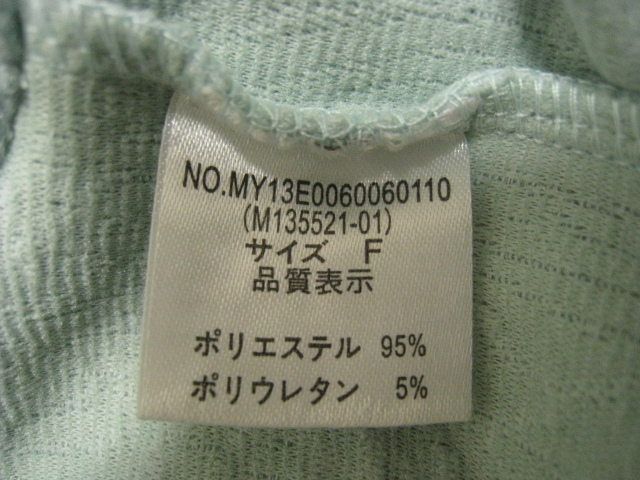 NO.MY13E0060060110
(M135521-01)
サイズ F
品質表示
ポリエステル 95%
ポリウレタン 5%